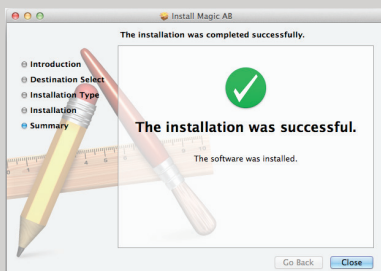 Install Magic AB
The installation was completed successfully.
Introduction
Destination Select
Installation Type
Installation
Summary
The installation was successful.
The software was installed.
Go Back
Close